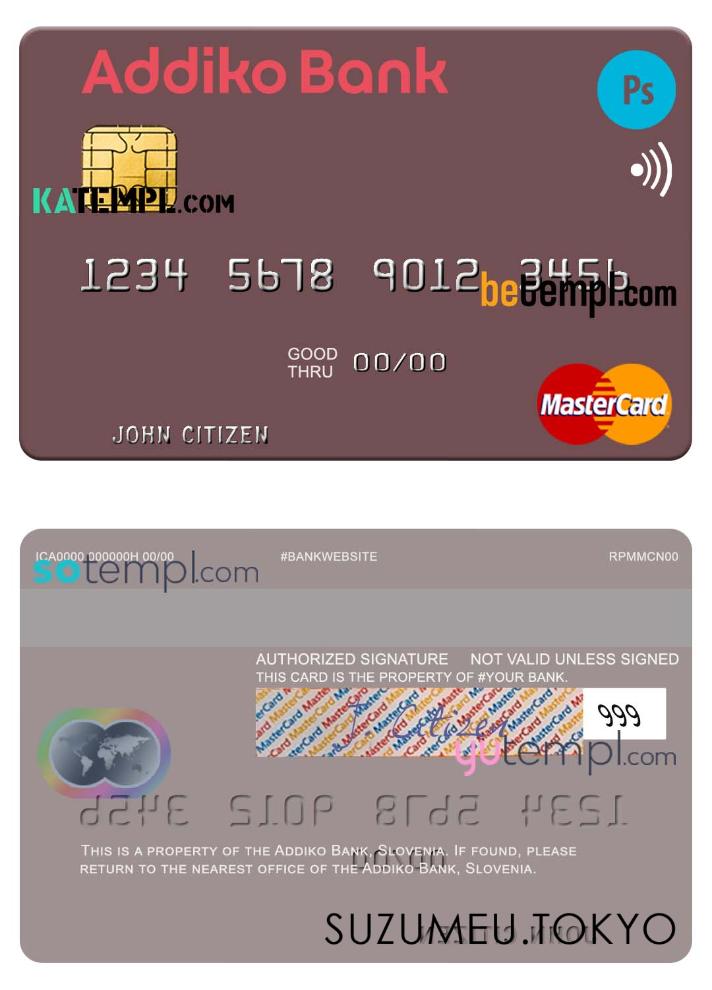 Addiko Bank
Ps
KATEMPL.COM
1234 5678 9012 3456
betempl.com
GOOD THRU 00/00
MasterCard
JOHN CITIZEN
ICA0000 000000H 00/00 #BANKWEBSITE RPMMCN00
sotempl.com
AUTHORIZED SIGNATURE NOT VALID UNLESS SIGNED
THIS CARD IS THE PROPERTY OF #YOUR BANK.
J. Citizen
999
yutempl.com
THIS IS A PROPERTY OF THE ADDIKO BANK, SLOVENIA. IF FOUND, PLEASE
RETURN TO THE NEAREST OFFICE OF THE ADDIKO BANK, SLOVENIA.
SUZUMEU.TOKYO